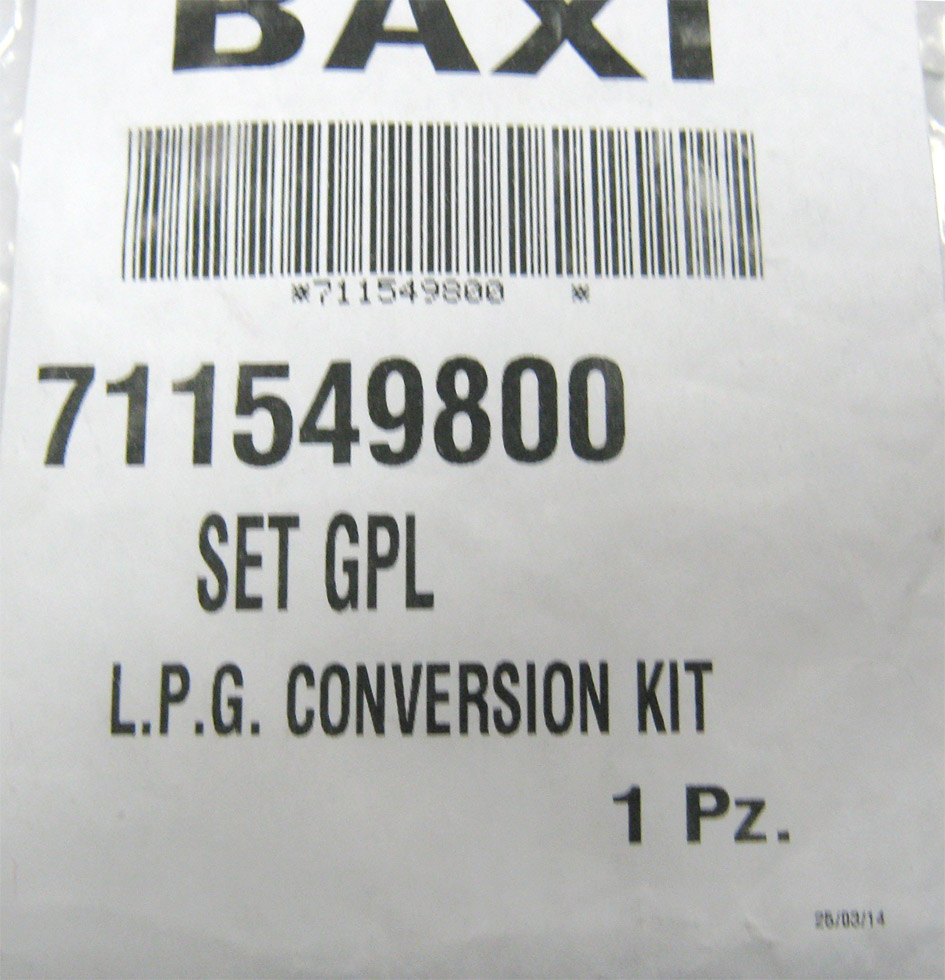 BAXI
*711549800 *
711549800
SET GPL
L.P.G. CONVERSION KIT
1 Pz.
25/03/14